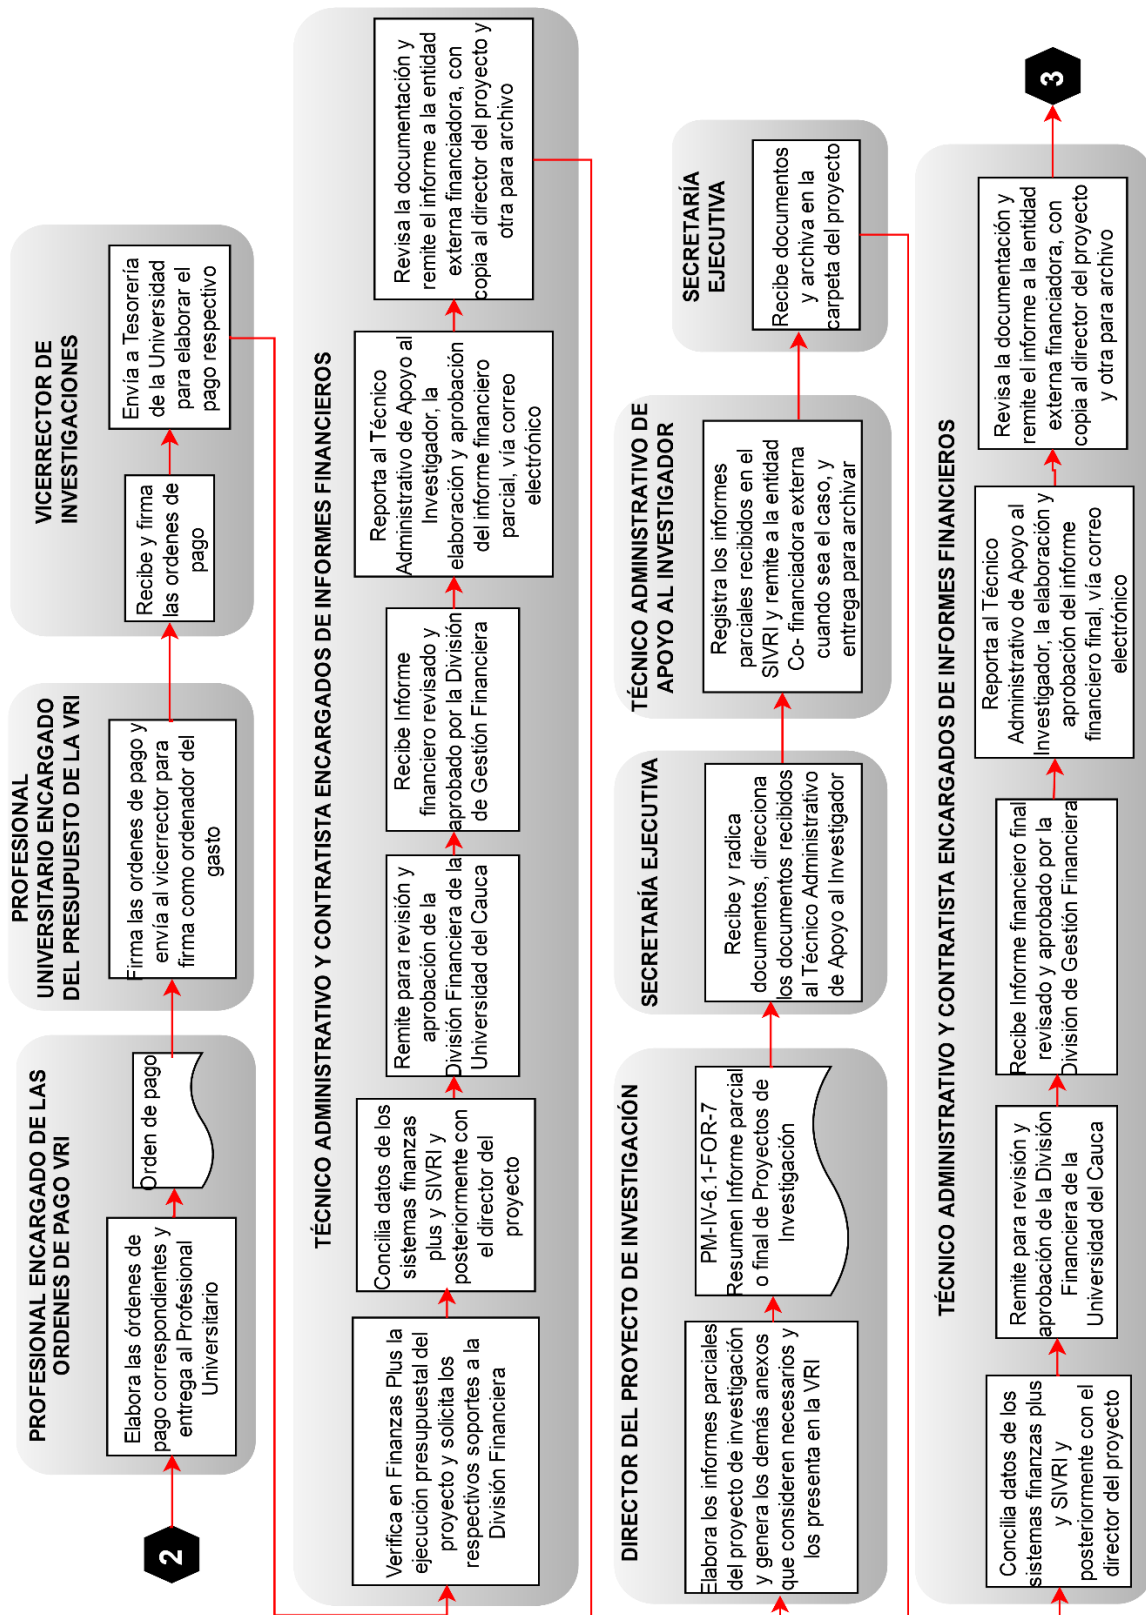 2
PROFESIONAL ENCARGADO DE LAS
ORDENES DE PAGO VRI
Elabora las órdenes de
pago correspondientes y
entrega al Profesional
Universitario
Orden de pago
PROFESIONAL
UNIVERSITARIO ENCARGADO
DEL PRESUPUESTO DE LA VRI
Firma las ordenes de pago y
envía al vicerrector para
firma como ordenador del
gasto
VICERRECTOR DE
INVESTIGACIONES
Recibe y firma
las ordenes de
pago
Envía a Tesorería
de la Universidad
para elaborar el
pago respectivo
TÉCNICO ADMINISTRATIVO Y CONTRATISTA ENCARGADOS DE INFORMES FINANCIEROS
Verifica en Finanzas Plus la
ejecución presupuestal del
proyecto y solicita los
respectivos soportes a la
División Financiera
Concilia datos de los
sistemas finanzas
plus y SIVRI y
posteriormente con
el director del
proyecto
Remite para revisión y
aprobación de la
División Financiera de la
Universidad del Cauca
Recibe Informe
financiero revisado y
aprobado por la División
de Gestión Financiera
Reporta al Técnico
Administrativo de Apoyo al
Investigador, la
elaboración y aprobación
del informe financiero
parcial, vía correo
electrónico
Revisa la documentación y
remite el informe a la entidad
externa financiadora, con
copia al director del proyecto y
otra para archivo
DIRECTOR DEL PROYECTO DE INVESTIGACIÓN
Elabora los informes parciales
del proyecto de investigación
y genera los demás anexos
que consideren necesarios y
los presenta en la VRI
PM-IV-6.1-FOR-7
Resumen Informe parcial
o final de Proyectos de
Investigación
SECRETARÍA EJECUTIVA
Recibe y radica
documentos, direcciona
los documentos recibidos
al Técnico Administrativo
de Apoyo al Investigador
TÉCNICO ADMINISTRATIVO DE
APOYO AL INVESTIGADOR
Registra los informes
parciales recibidos en el
SIVRI y remite a la entidad
Co- financiadora externa
cuando sea el caso, y
entrega para archivar
SECRETARÍA
EJECUTIVA
Recibe documentos
y archiva en la
carpeta del proyecto
TÉCNICO ADMINISTRATIVO Y CONTRATISTA ENCARGADOS DE INFORMES FINANCIEROS
Concilia datos de los
sistemas finanzas plus
y SIVRI y
posteriormente con el
director del proyecto
Remite para revisión y
aprobación de la División
Financiera de la
Universidad del Cauca
Recibe Informe financiero final
revisado y aprobado por la
División de Gestión Financiera
Reporta al Técnico
Administrativo de Apoyo al
Investigador, la elaboración y
aprobación del informe
financiero final, vía correo
electrónico
Revisa la documentación y
remite el informe a la entidad
externa financiadora, con
copia al director del proyecto
y otra para archivo
3